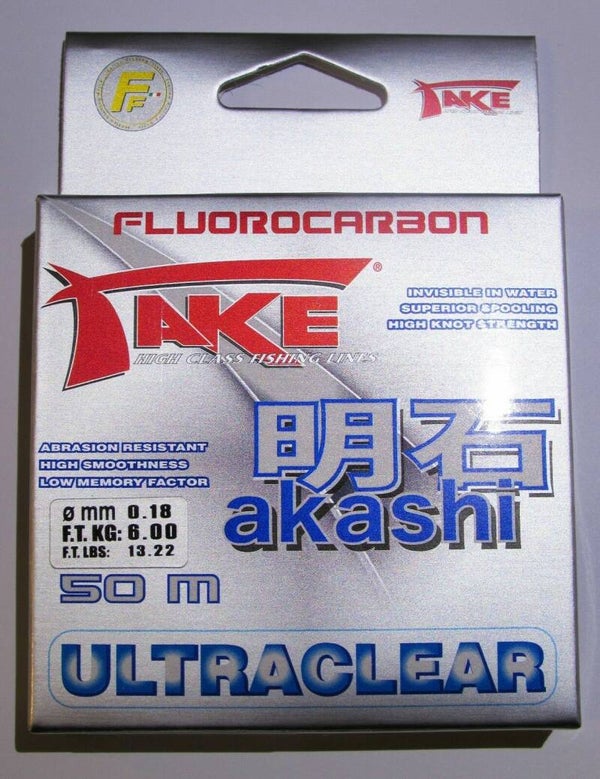 FF
TAKE
FLUOROCARBON
TAKE®
HIGH CLASS FISHING LINES
INVISIBLE IN WATER
SUPERIOR SPOOLING
HIGH KNOT STRENGTH
明石
akashi
ABRASION RESISTANT
HIGH SMOOTHNESS
LOW MEMORY FACTOR
ø mm 0.18
F.T. KG: 6.00
F.T. LBS: 13.22
50 m
ULTRACLEAR